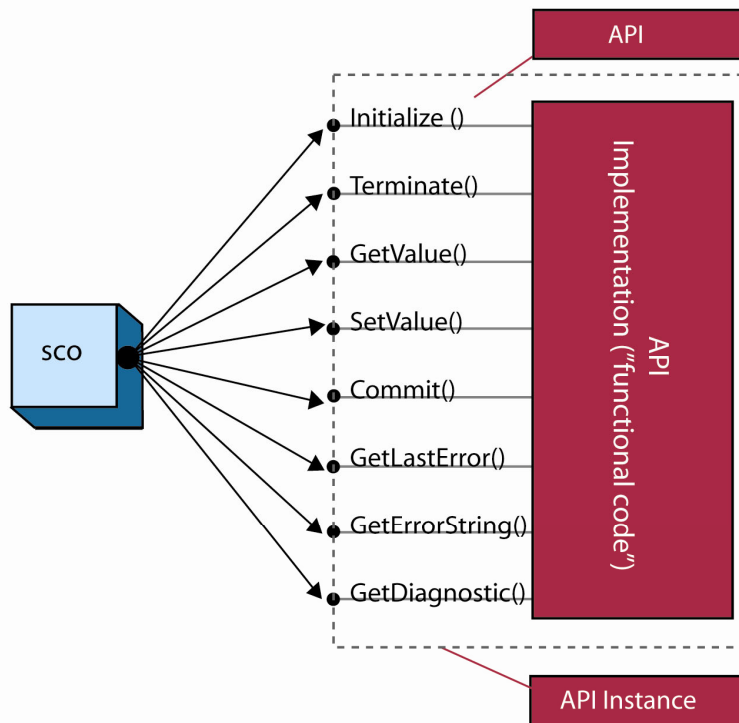 API
Initialize ()
Terminate()
GetValue()
SetValue()
Commit()
GetLastError()
GetErrorString()
GetDiagnostic()
SCO
API
Implementation ("functional code")
API Instance